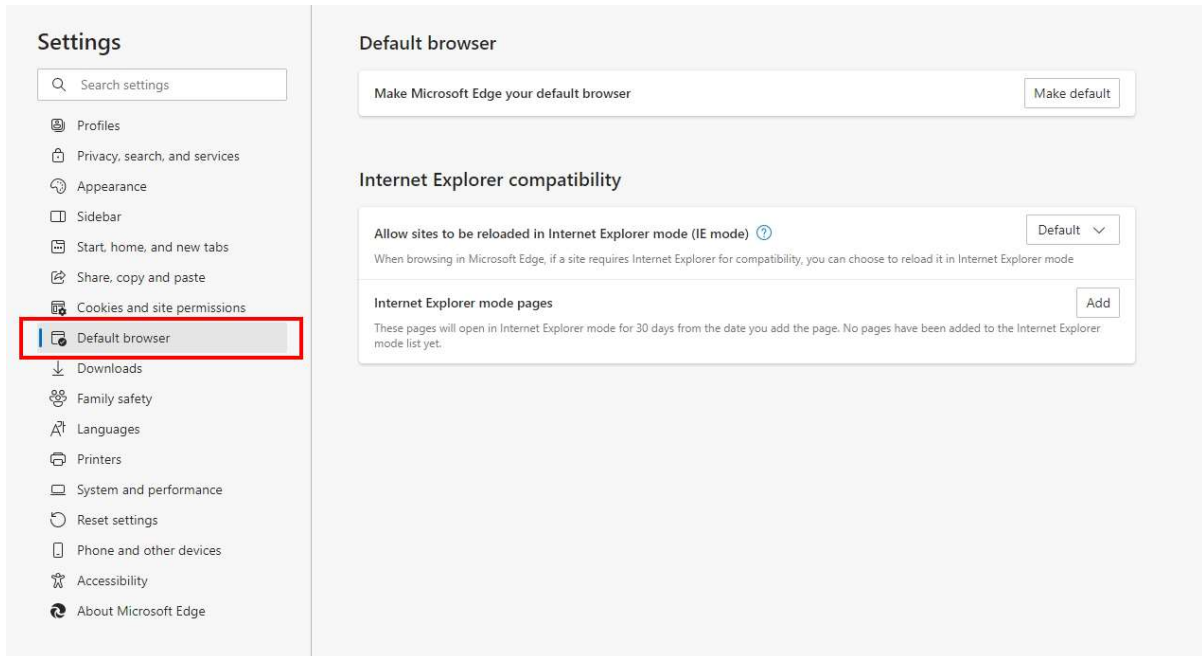 Settings
Search settings
Profiles
Privacy, search, and services
Appearance
Sidebar
Start, home, and new tabs
Share, copy and paste
Cookies and site permissions
Default browser
Downloads
Family safety
Languages
Printers
System and performance
Reset settings
Phone and other devices
Accessibility
About Microsoft Edge
Default browser
Make Microsoft Edge your default browser
Make default
Internet Explorer compatibility
Allow sites to be reloaded in Internet Explorer mode (IE mode)
Default
When browsing in Microsoft Edge, if a site requires Internet Explorer for compatibility, you can choose to reload it in Internet Explorer mode
Internet Explorer mode pages
Add
These pages will open in Internet Explorer mode for 30 days from the date you add the page. No pages have been added to the Internet Explorer
mode list yet.